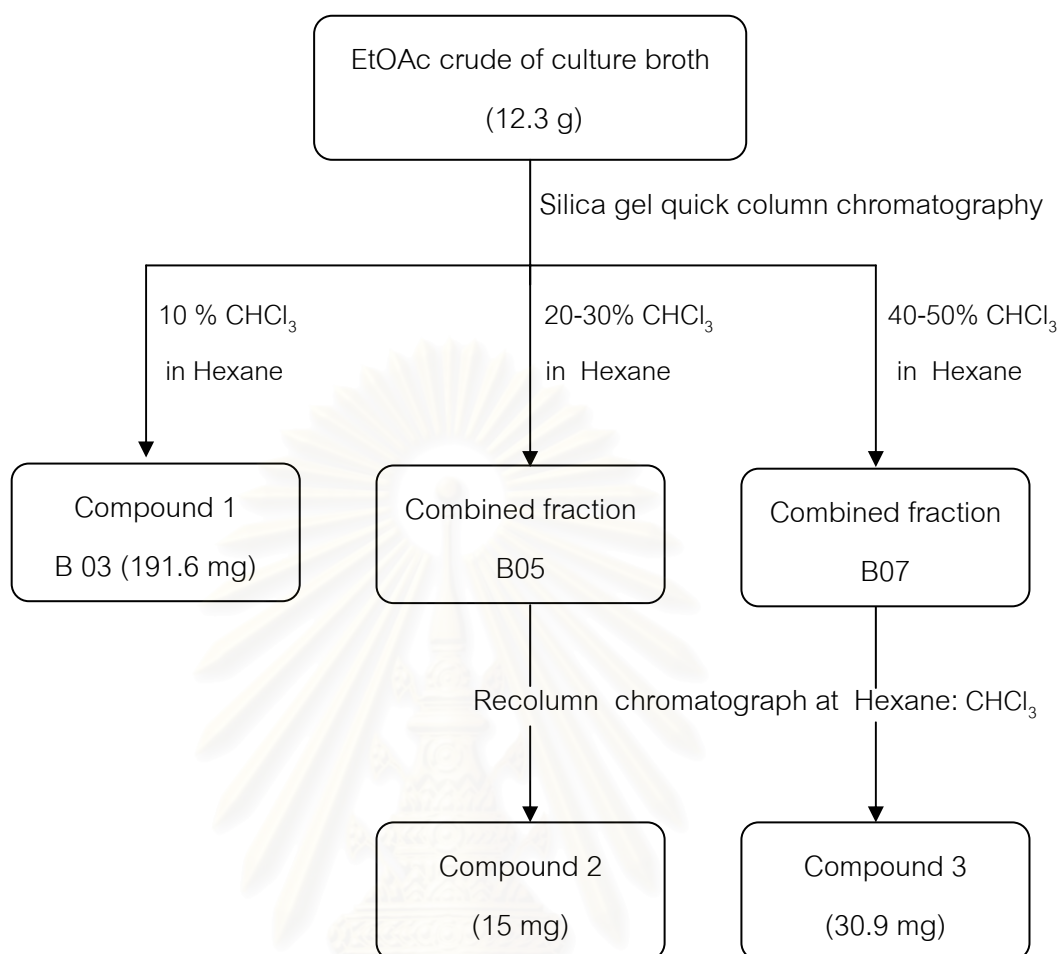 EtOAc crude of culture broth
(12.3 g)
Silica gel quick column chromatography
10 % CHCl₃
in Hexane
20-30% CHCl₃
in Hexane
40-50% CHCl₃
in Hexane
Compound 1
B 03 (191.6 mg)
Combined fraction
B05
Combined fraction
B07
Recolumn chromatograph at Hexane: CHCl₃
Compound 2
(15 mg)
Compound 3
(30.9 mg)